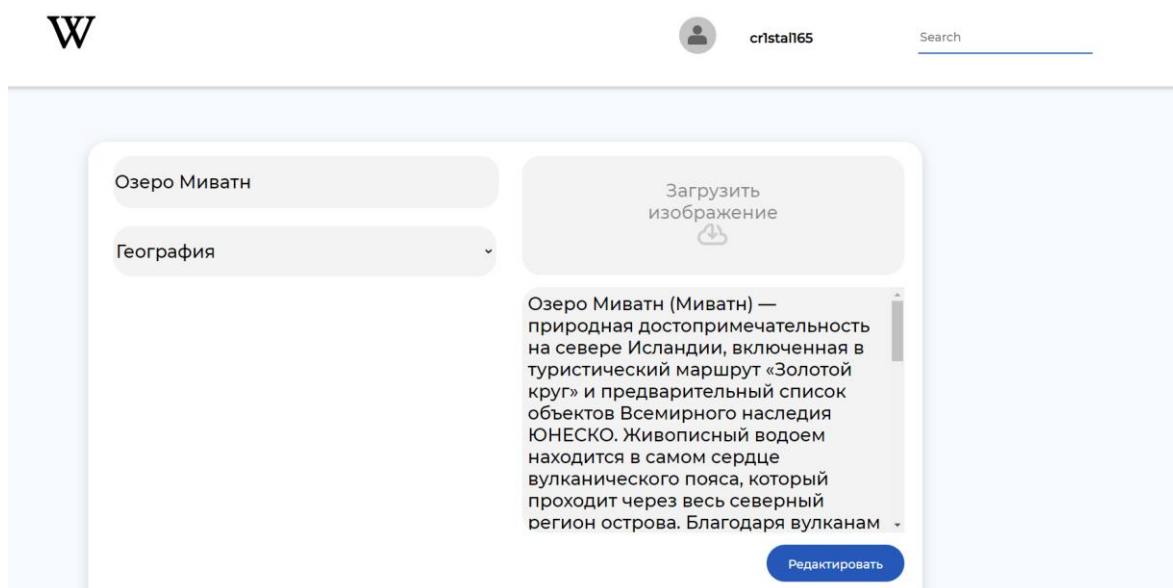 W
cr1stal165
Search
Озеро Миватн
География
Загрузить
изображение
Озеро Миватн (Миватн) —
природная достопримечательность
на севере Исландии, включенная в
туристический маршрут «Золотой
круг» и предварительный список
объектов Всемирного наследия
ЮНЕСКО. Живописный водоем
находится в самом сердце
вулканического пояса, который
проходит через весь северный
регион острова. Благодаря вулканам
Редактировать